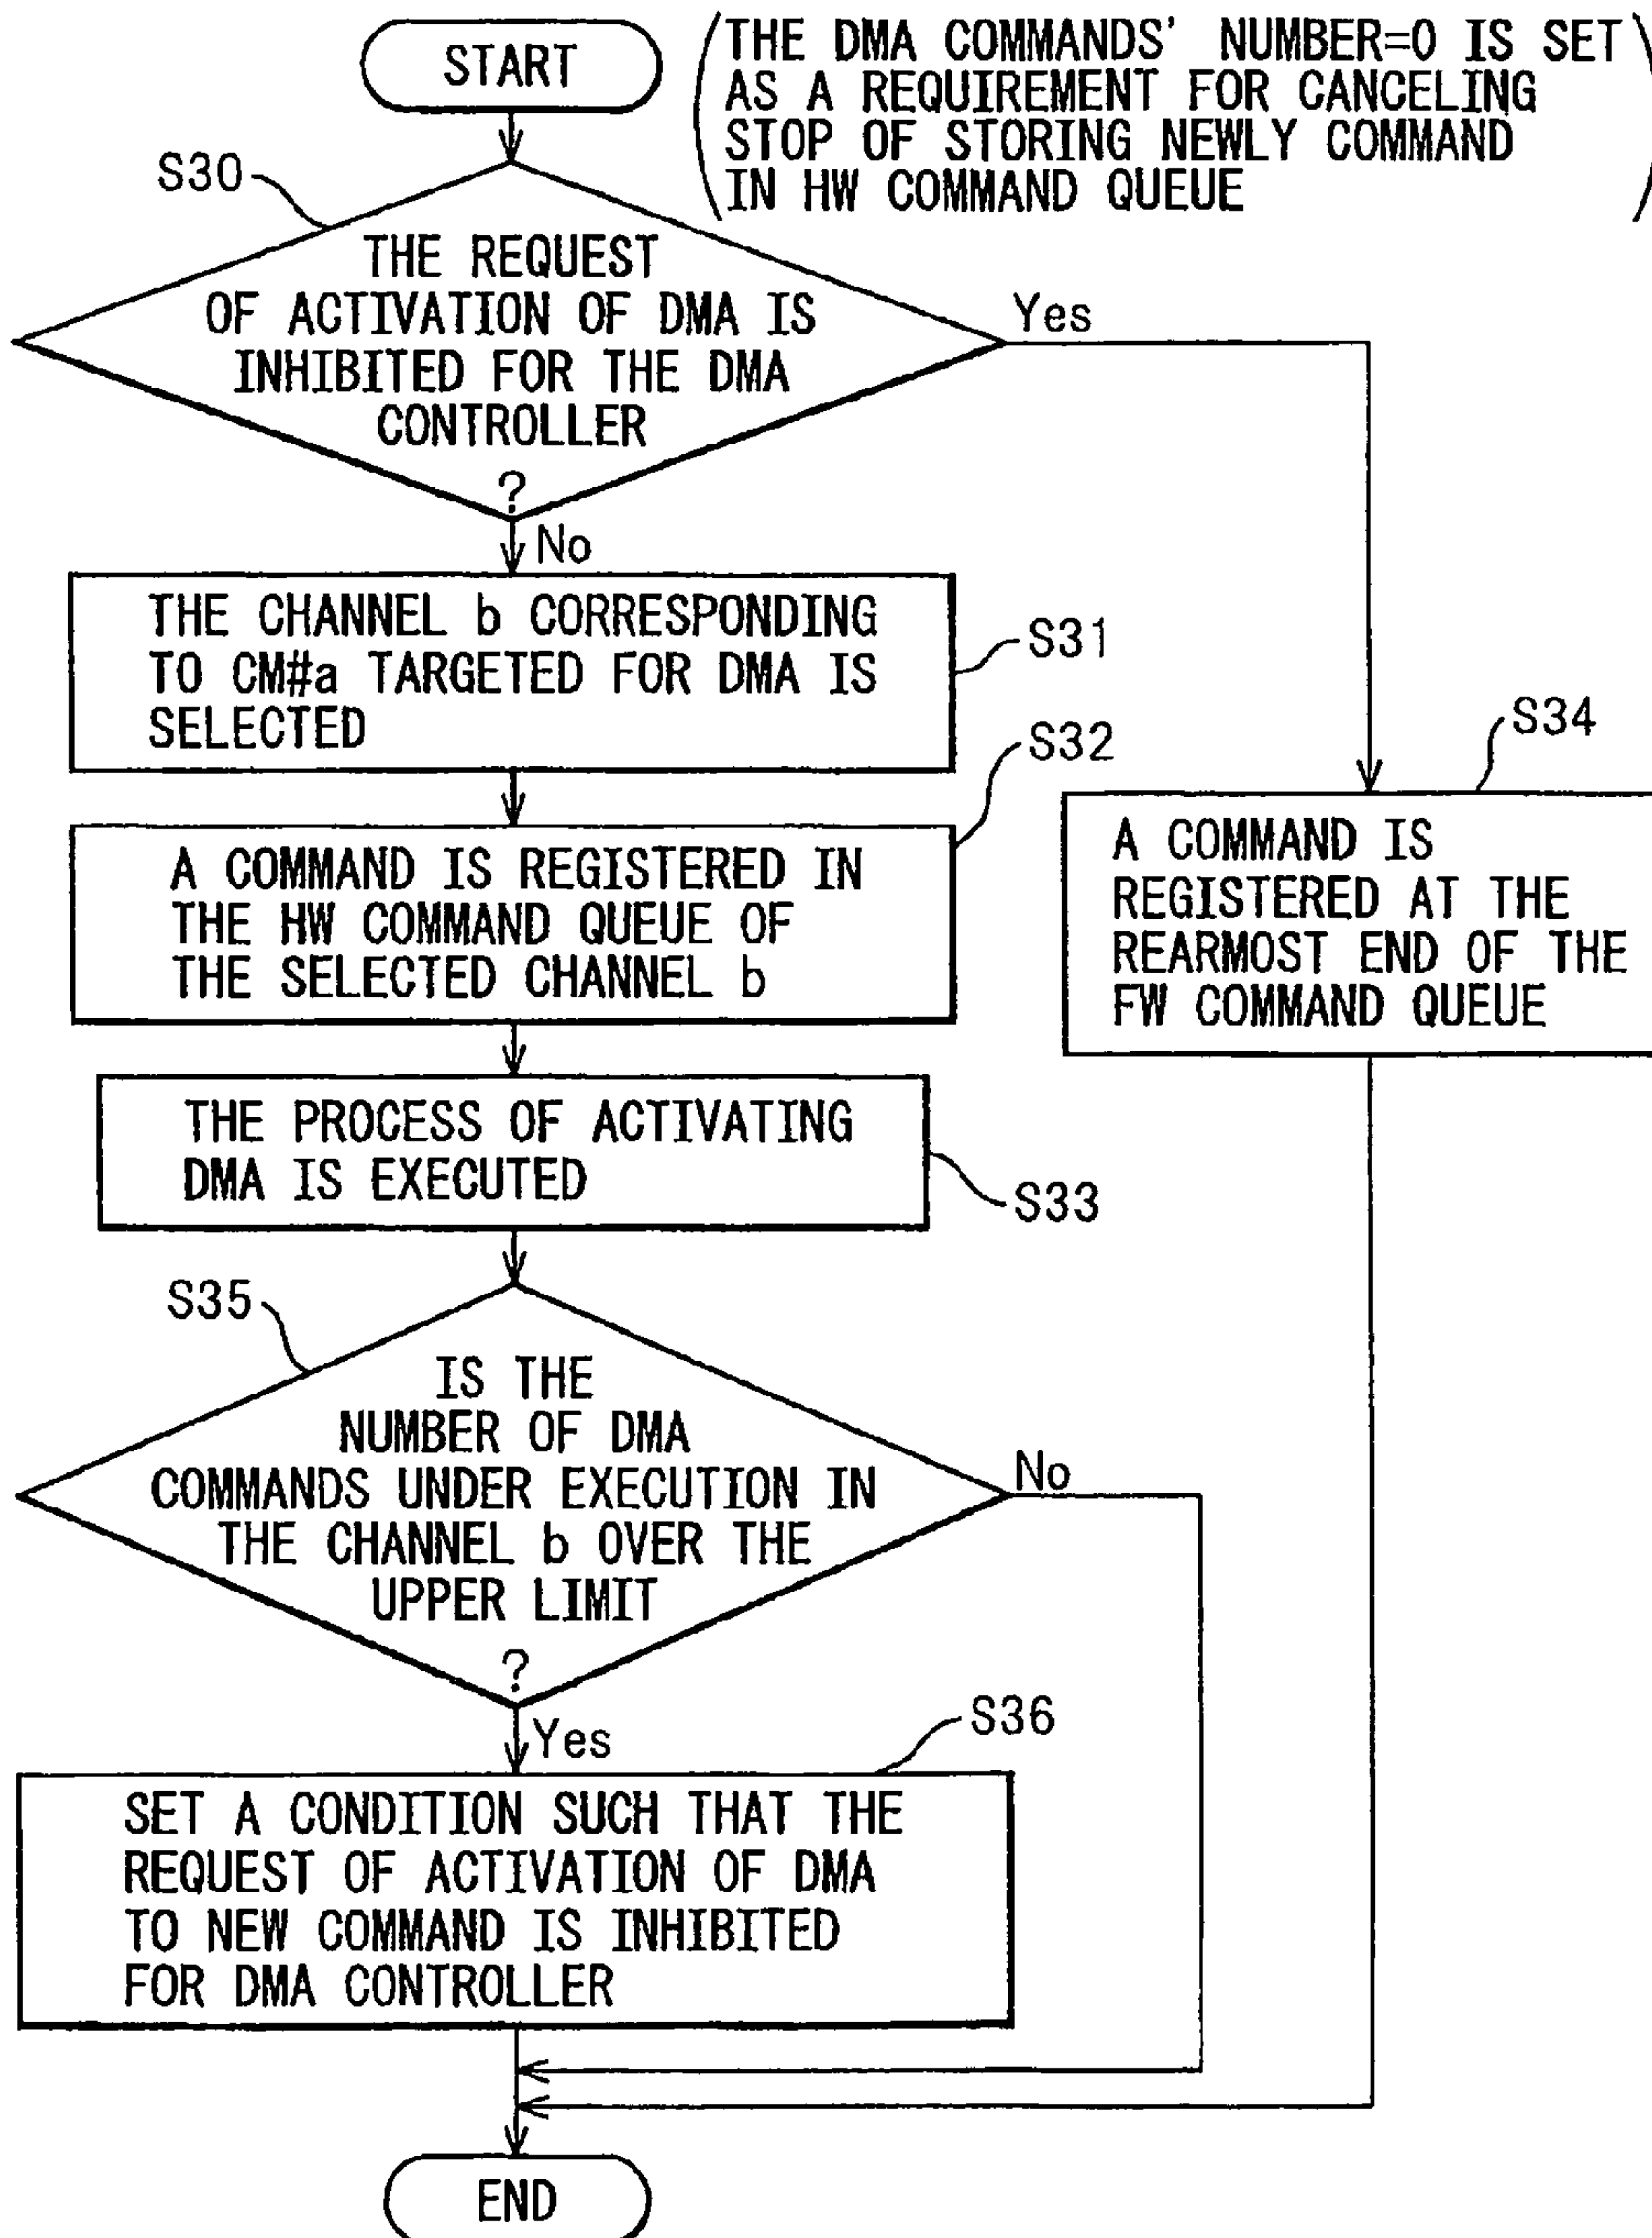 START
THE DMA COMMANDS' NUMBER=0 IS SET
AS A REQUIREMENT FOR CANCELING
STOP OF STORING NEWLY COMMAND
IN HW COMMAND QUEUE
S30
THE REQUEST
OF ACTIVATION OF DMA IS
INHIBITED FOR THE DMA
CONTROLLER
?
Yes
No
THE CHANNEL b CORRESPONDING
TO CM#a TARGETED FOR DMA IS
SELECTED
S31
A COMMAND IS REGISTERED IN
THE HW COMMAND QUEUE OF
THE SELECTED CHANNEL b
S32
S34
A COMMAND IS
REGISTERED AT THE
REARMOST END OF THE
FW COMMAND QUEUE
THE PROCESS OF ACTIVATING
DMA IS EXECUTED
S33
S35
IS THE
NUMBER OF DMA
COMMANDS UNDER EXECUTION IN
THE CHANNEL b OVER THE
UPPER LIMIT
?
No
Yes
S36
SET A CONDITION SUCH THAT THE
REQUEST OF ACTIVATION OF DMA
TO NEW COMMAND IS INHIBITED
FOR DMA CONTROLLER
END